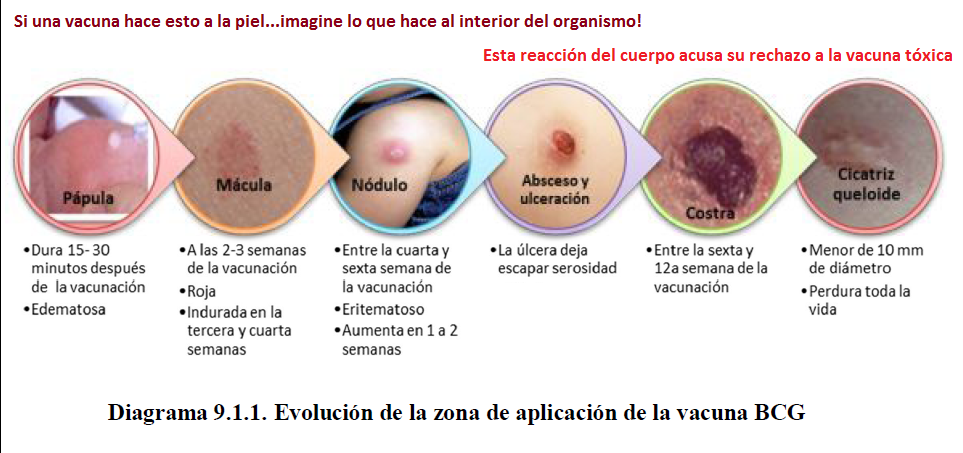 Si una vacuna hace esto a la piel...imagine lo que hace al interior del organismo!
Esta reacción del cuerpo acusa su rechazo a la vacuna tóxica
Pápula
•Dura 15- 30
minutos después
de la vacunación
•Edematosa
Mácula
•A las 2-3 semanas
de la vacunación
•Roja
•Indurada en la
tercera y cuarta
semanas
Nódulo
•Entre la cuarta y
sexta semana de
la vacunación
•Eritematoso
•Aumenta en 1 a 2
semanas
Absceso y
ulceración
•La úlcera deja
escapar serosidad
Costra
•Entre la sexta y
12a semana de la
vacunación
Cicatriz
queloide
•Menor de 10 mm
de diámetro
•Perdura toda la
vida
Diagrama 9.1.1. Evolución de la zona de aplicación de la vacuna BCG